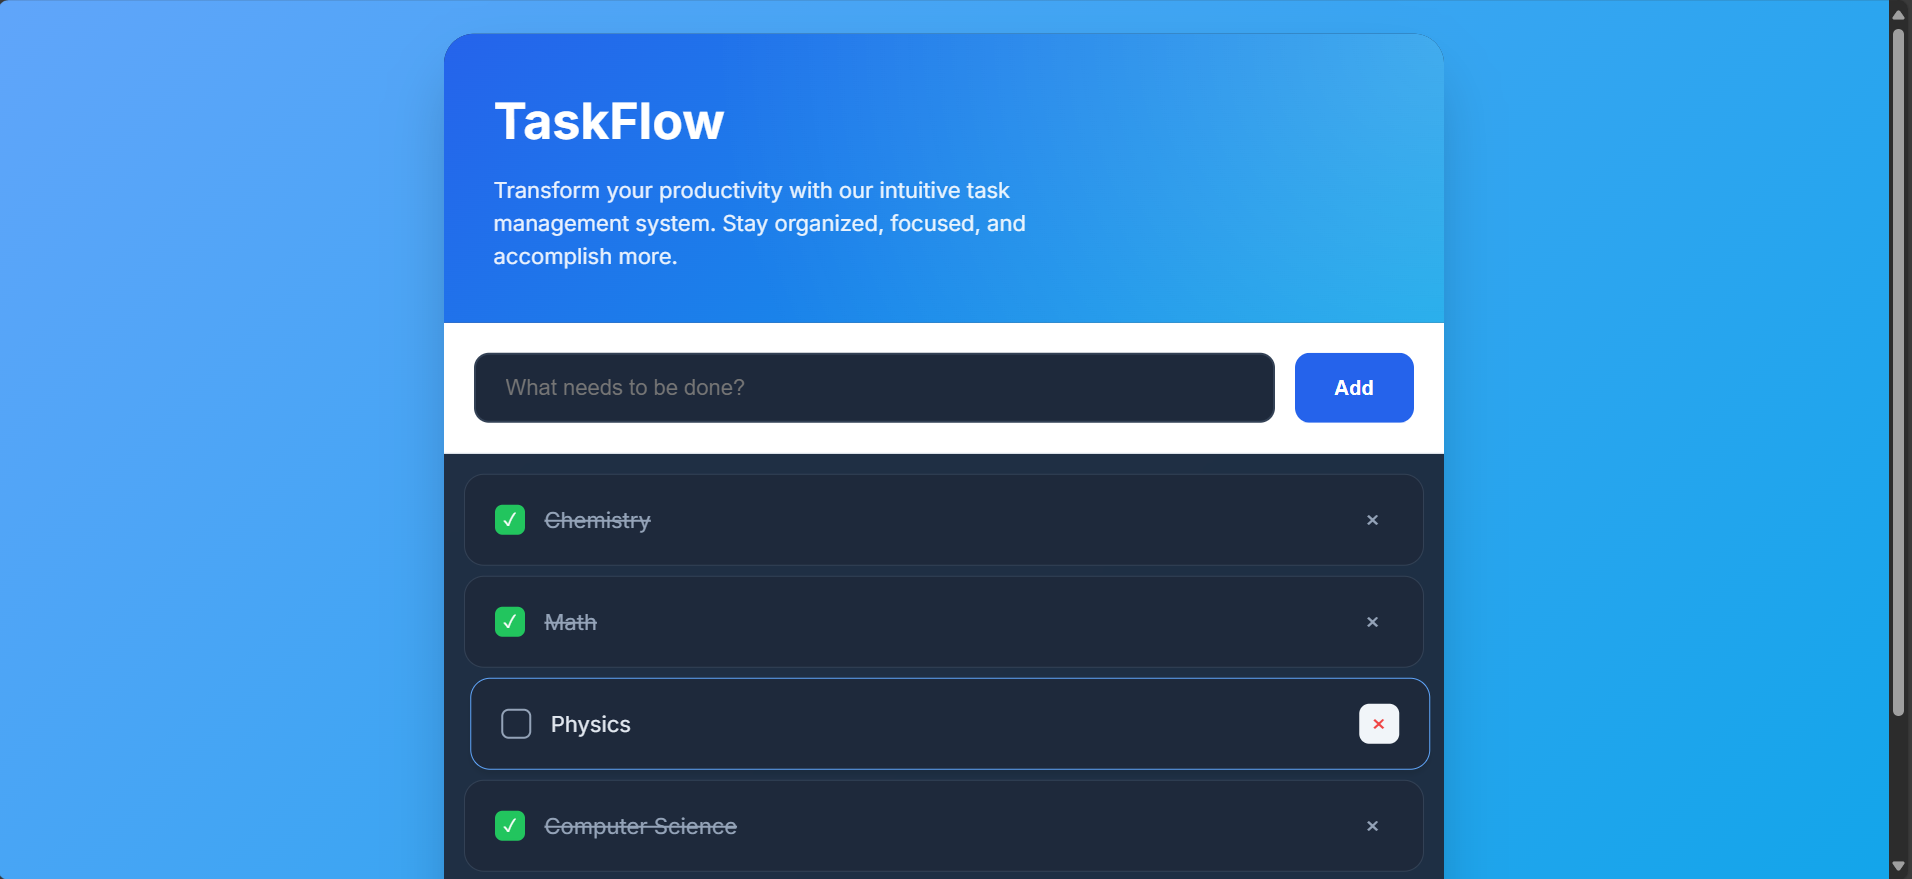 TaskFlow
Transform your productivity with our intuitive task
management system. Stay organized, focused, and
accomplish more.
What needs to be done?
Add
Chemistry
Math
Physics
Computer Science